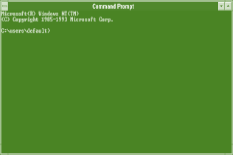 Command Prompt
Microsoft(R) Windows NT(TM)
(C) Copyright 1985-1993 Microsoft Corp.
C:\users\default>